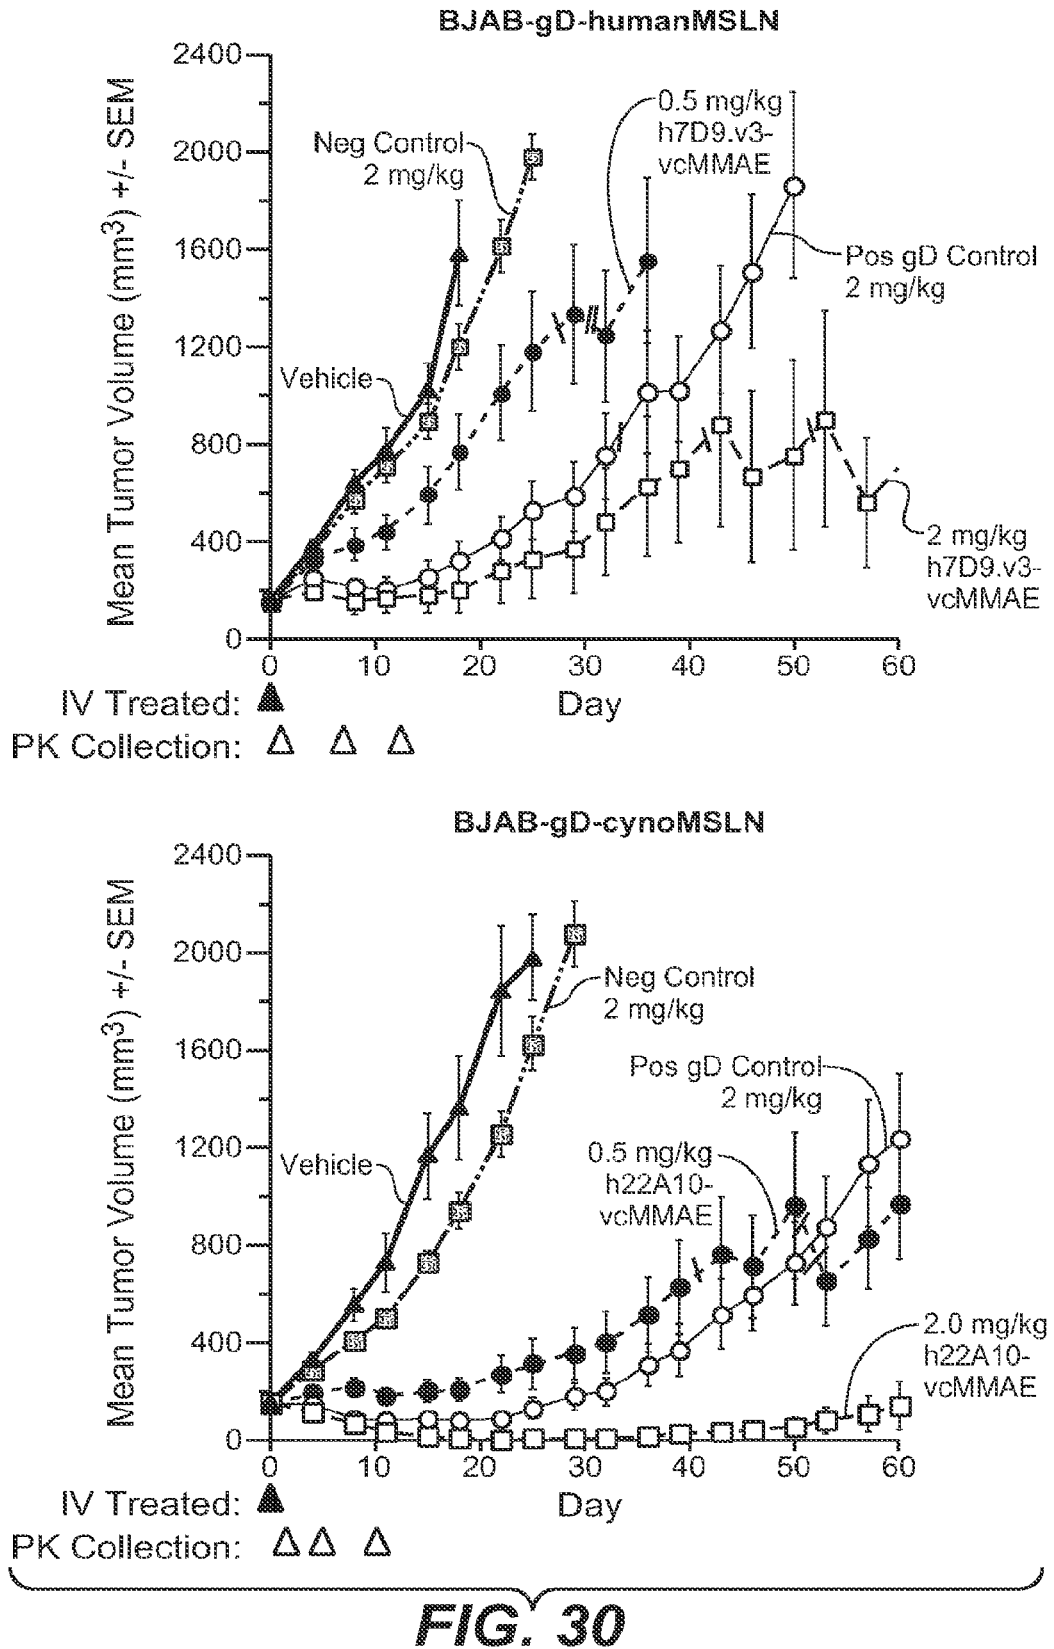 BJAB-gD-humanMSLN
Mean Tumor Volume (mm3) +/- SEM
2400
2000
1600
1200
800
400
0
Neg Control
2 mg/kg
0.5 mg/kg
h7D9.v3-
vcMMAE
Pos gD Control
2 mg/kg
Vehicle
2 mg/kg
h7D9.v3-
vcMMAE
0 10 20 30 40 50 60
IV Treated:
Day
PK Collection:
BJAB-gD-cynoMSLN
Mean Tumor Volume (mm3) +/- SEM
2400
2000
1600
1200
800
400
0
Neg Control
2 mg/kg
Pos gD Control
2 mg/kg
Vehicle
0.5 mg/kg
h22A10-
vcMMAE
2.0 mg/kg
h22A10-
vcMMAE
0 10 20 30 40 50 60
IV Treated:
Day
PK Collection:
FIG. 30